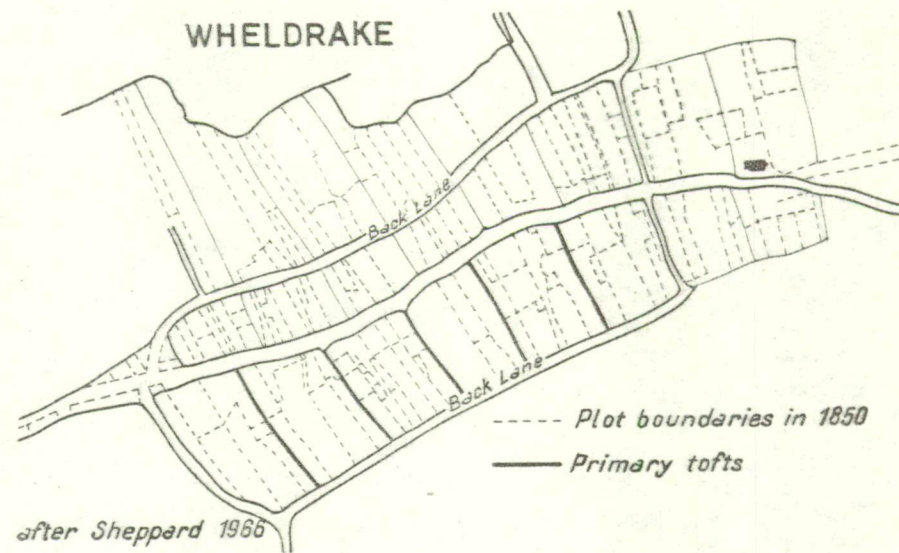 WHELDRAKE
Back Lane
Back Lane
Plot boundaries in 1850
Primary tofts
after Sheppard 1966